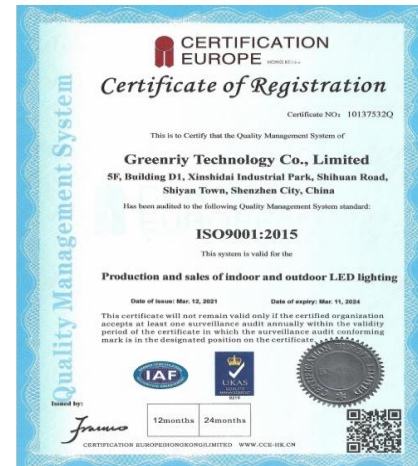 CERTIFICATION
EUROPE
Certificate of Registration
Certificate NO: 10137532Q
This is to Certify that the Quality Management System of
Greenriy Technology Co., Limited
5F, Building D1, Xinshidai Industrial Park, Shihuan Road,
Shiyan Town, Shenzhen City, China
Has been audited to the following Quality Management System standard:
ISO9001:2015
This system is valid for the
Production and sales of indoor and outdoor LED lighting
Date of issue: Mar. 12, 2021 Date of expiry: Mar. 11, 2024
This certificate will not remain valid only if the certified organization
accepts at least one surveillance audit annually within the validity
period of the certificate in which the surveillance audit conforming
mark is in the designated position on the certificate.
Quality Management System
IAF
UKAS
QUALITY
MANAGEMENT
Issued by:
12months 24months
CERTIFICATION EUROPEHONGKONGLIMITED WWW.CCE-HK.CN